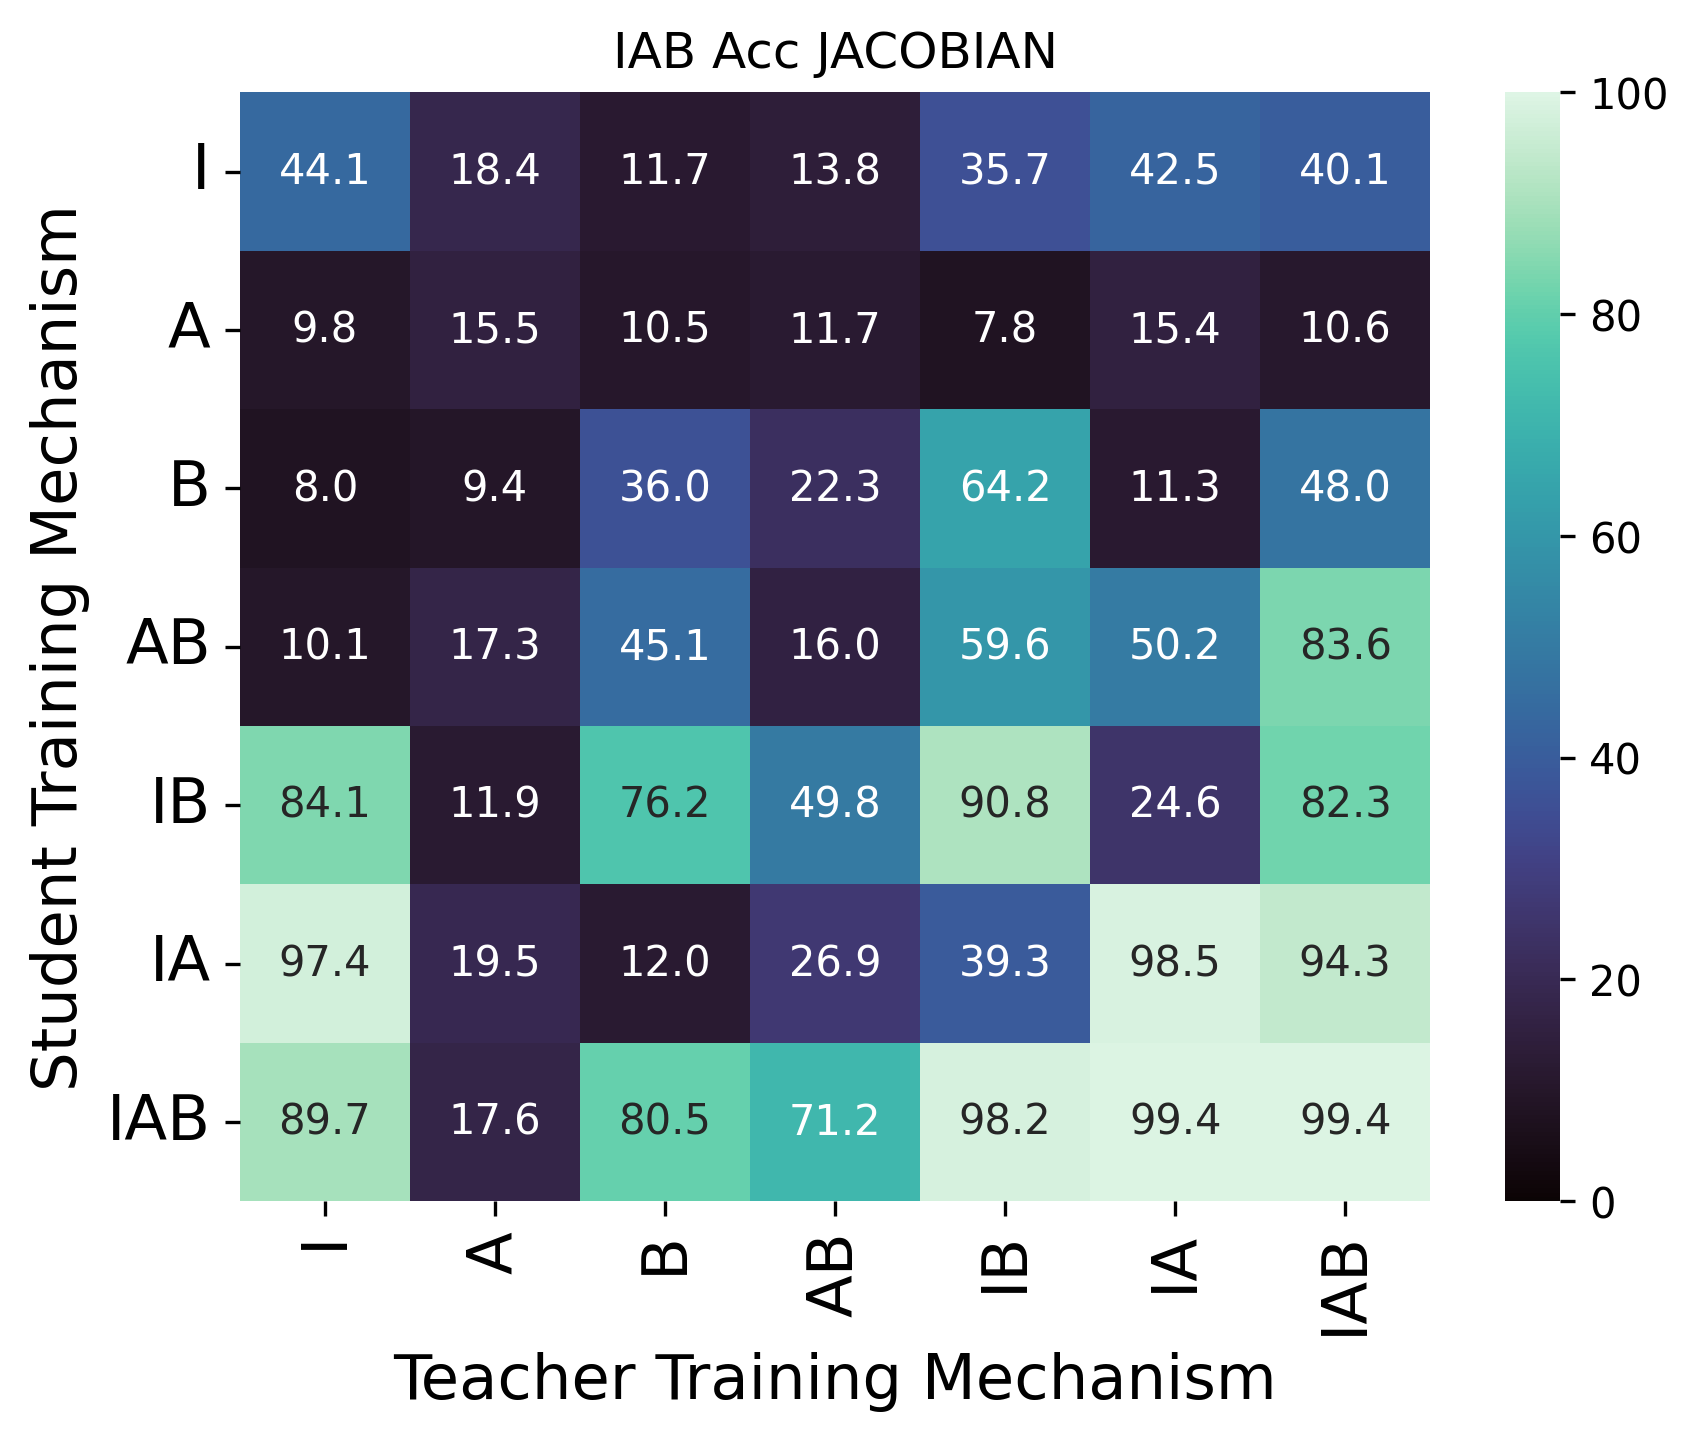 IAB Acc JACOBIAN
Student Training Mechanism
I 44.1 18.4 11.7 13.8 35.7 42.5 40.1
A 9.8 15.5 10.5 11.7 7.8 15.4 10.6
B 8.0 9.4 36.0 22.3 64.2 11.3 48.0
AB 10.1 17.3 45.1 16.0 59.6 50.2 83.6
IB 84.1 11.9 76.2 49.8 90.8 24.6 82.3
IA 97.4 19.5 12.0 26.9 39.3 98.5 94.3
IAB 89.7 17.6 80.5 71.2 98.2 99.4 99.4
I A B AB IB IA IAB
Teacher Training Mechanism
100
80
60
40
20
0